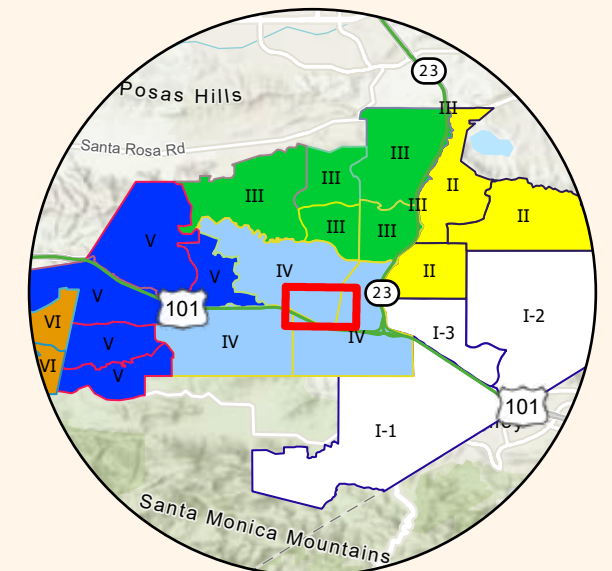 23
Posas Hills
III
Santa Rosa Rd
III
III
III
II
III
II
III
III
V
IV
II
V
V
101
23
I-2
VI
I-3
V
IV
IV
VI
V
101
I-1
Santa Monica Mountains